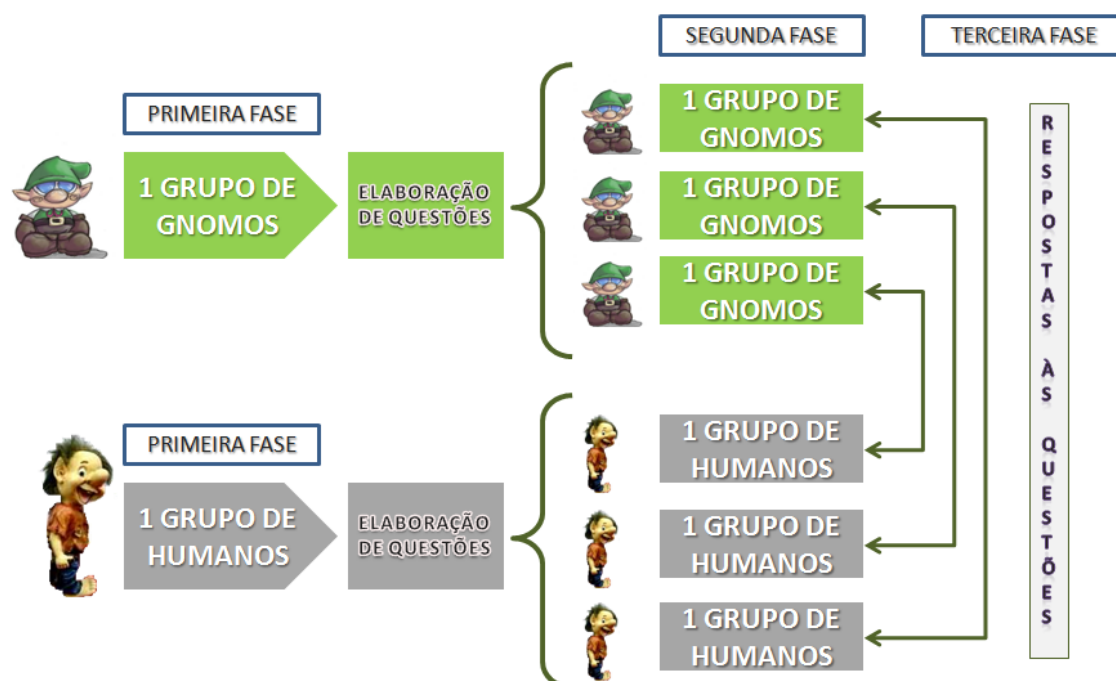 SEGUNDA FASE
TERCEIRA FASE
PRIMEIRA FASE
1 GRUPO DE
GNOMOS
ELABORAÇÃO
DE QUESTÕES
1 GRUPO DE
GNOMOS
1 GRUPO DE
GNOMOS
1 GRUPO DE
GNOMOS
PRIMEIRA FASE
1 GRUPO DE
HUMANOS
ELABORAÇÃO
DE QUESTÕES
1 GRUPO DE
HUMANOS
1 GRUPO DE
HUMANOS
1 GRUPO DE
HUMANOS
RESPOSTAS ÀS QUESTÕES